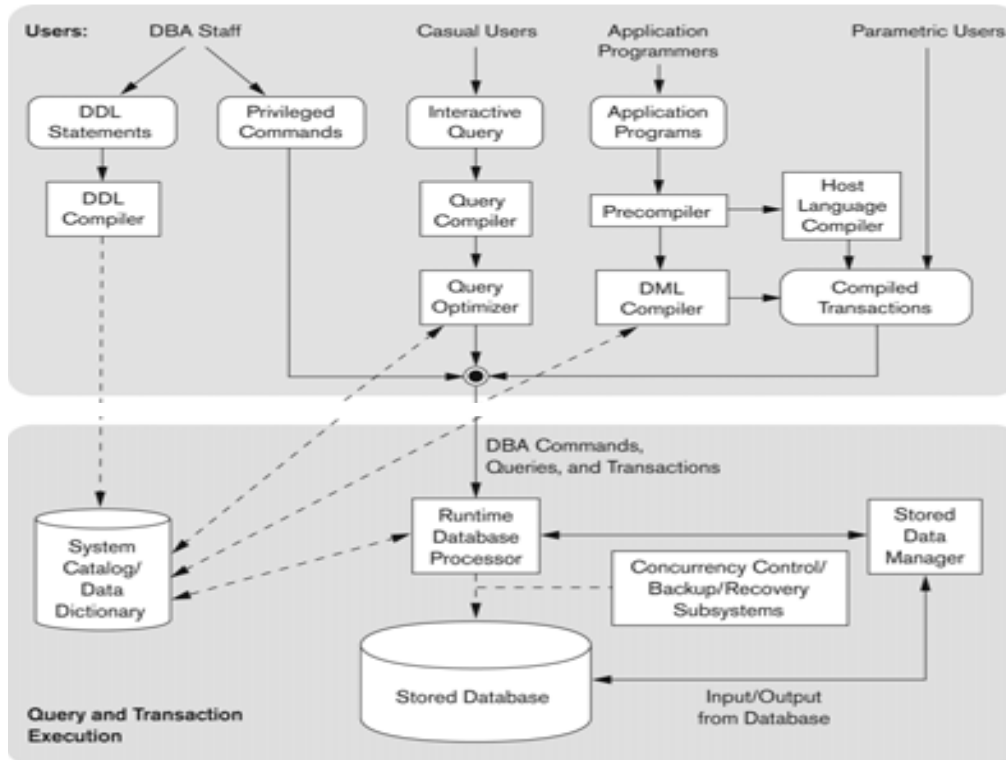 Users:
DBA Staff
Casual Users
Application
Programmers
Parametric Users
DDL
Statements
Privileged
Commands
Interactive
Query
Application
Programs
DDL
Compiler
Query
Compiler
Precompiler
Host
Language
Compiler
Query
Optimizer
DML
Compiler
Compiled
Transactions
DBA Commands,
Queries, and Transactions
System
Catalog/
Data
Dictionary
Runtime
Database
Processor
Stored
Data
Manager
Concurrency Control/
Backup/Recovery
Subsystems
Stored Database
Input/Output
from Database
Query and Transaction
Execution